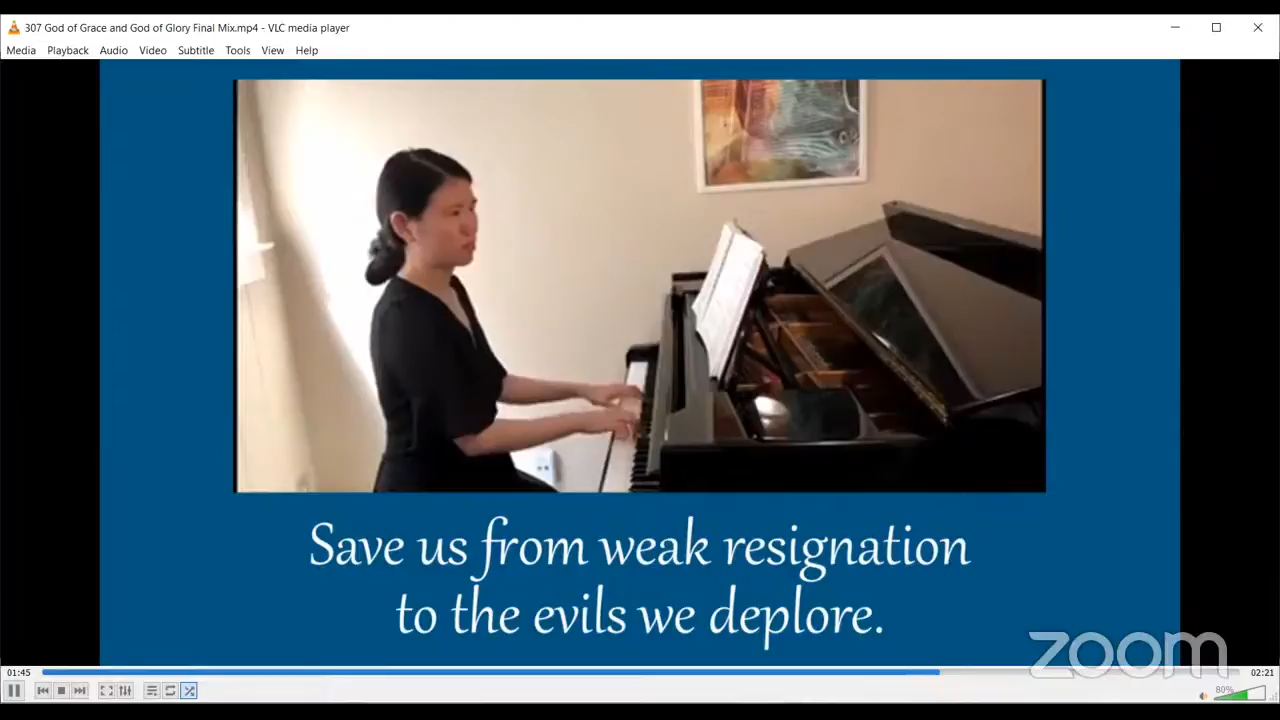 307 God of Grace and God of Glory Final Mix.mp4 - VLC media player
Media Playback Audio Video Subtitle Tools View Help
Save us from weak resignation
to the evils we deplore.
zoom
01:45
02:21
80%